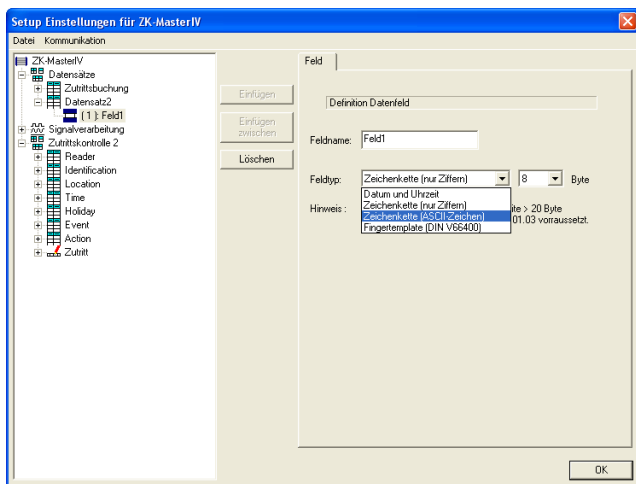 Setup Einstellungen für ZK-MasterIV
Datei Kommunikation
ZK-MasterIV
Datensätze
Zutrittsbuchung
Datensatz2
( 1 ): Feld1
Signalverarbeitung
Zutrittskontrolle 2
Reader
Identification
Location
Time
Holiday
Event
Action
Zutritt
Einfügen
Einfügen
zwischen
Löschen
Feld
Definition Datenfeld
Feldname: Feld1
Feldtyp: Zeichenkette (nur Ziffern) 8 Byte
Datum und Uhrzeit
Zeichenkette (nur Ziffern)
Zeichenkette (ASCII-Zeichen)
Fingertemplate (DIN V66400)
Hinweis : ite > 20 Byte
01.03 vorraussetzt.
OK